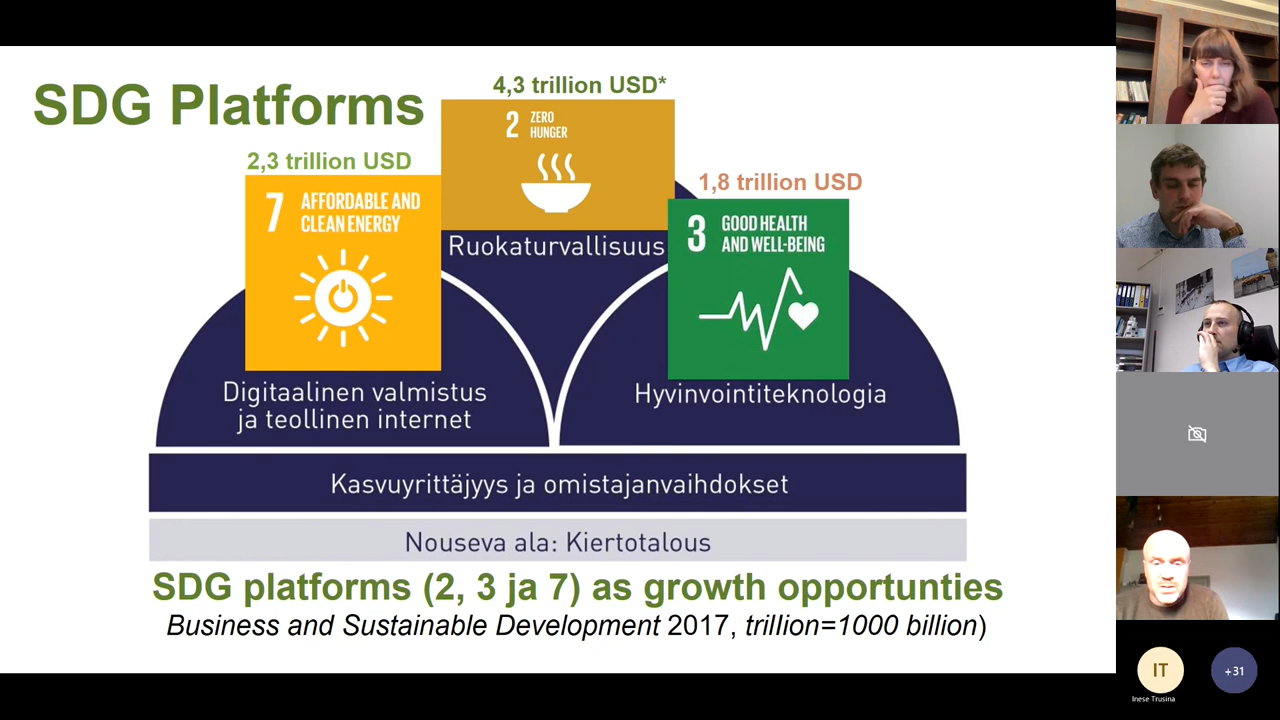 SDG Platforms
4,3 trillion USD*
2 ZERO
HUNGER
2,3 trillion USD
7 AFFORDABLE AND
CLEAN ENERGY
1,8 trillion USD
3 GOOD HEALTH
AND WELL-BEING
Ruokaturvallisuus
Digitaalinen valmistus
ja teollinen internet
Hyvinvointiteknologia
Kasvuyrittäjyys ja omistajanvaihdokset
Nouseva ala: Kiertotalous
SDG platforms (2, 3 ja 7) as growth opportunties
Business and Sustainable Development 2017, trillion=1000 billion)
IT
Inese Trusina
+31